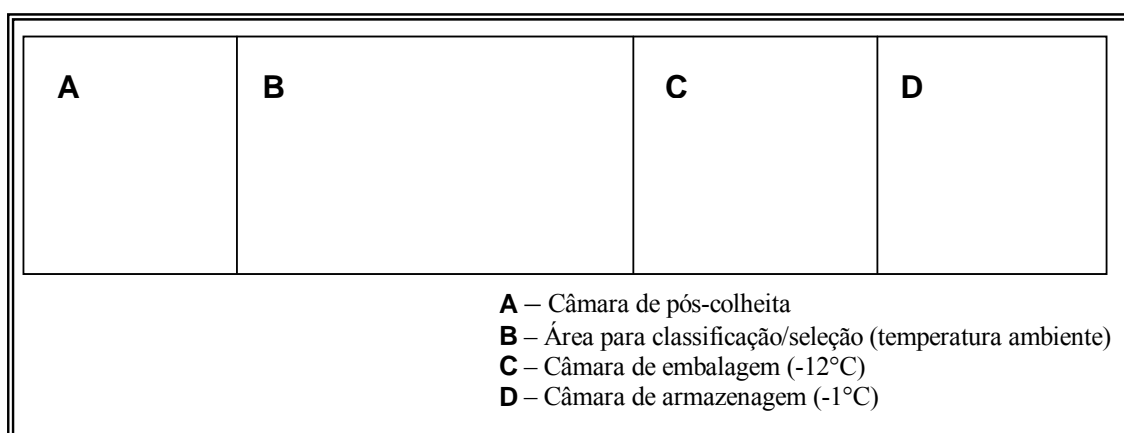 A B C D
A – Câmara de pós-colheita
B – Área para classificação/seleção (temperatura ambiente)
C – Câmara de embalagem (-12°C)
D – Câmara de armazenagem (-1°C)